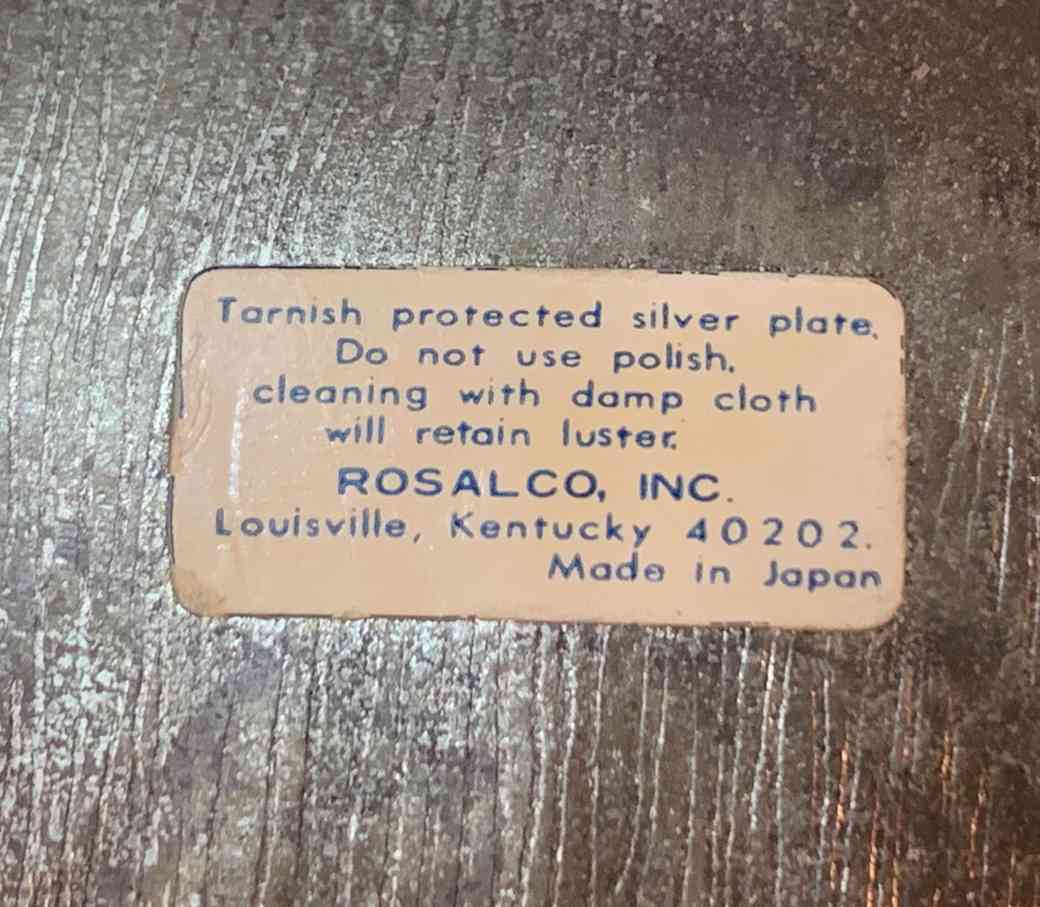 Tarnish protected silver plate.
Do not use polish.
cleaning with damp cloth
will retain luster.
ROSALCO, INC.
Louisville, Kentucky 40202.
Made in Japan